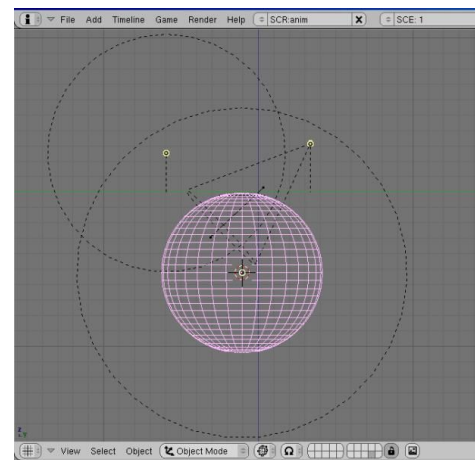 File Add Timeline Game Render Help SCR:anim X SCE: 1
z
Y
View Select Object Object Mode